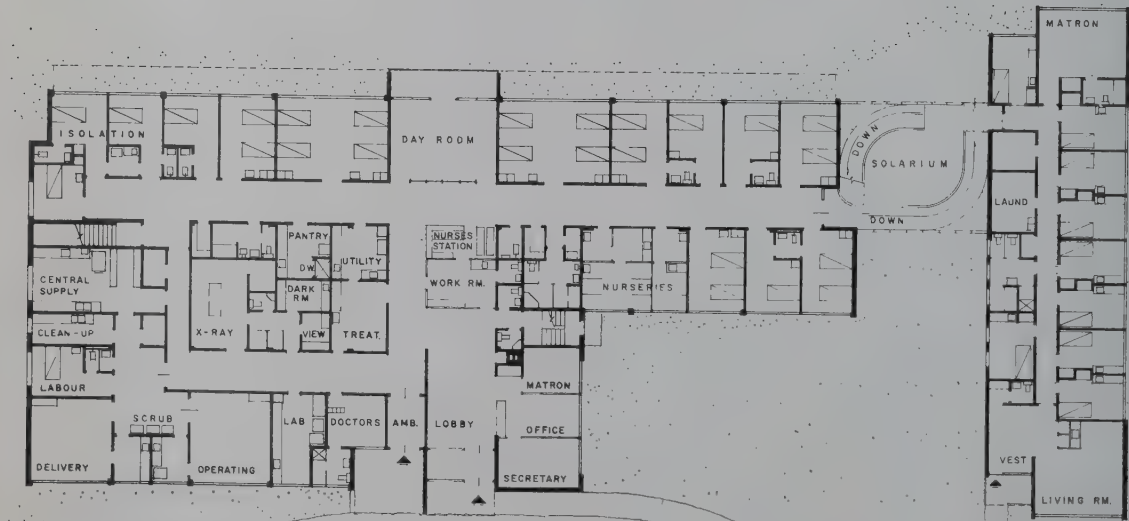 MATRON
ISOLATION
DAY ROOM
DOWN
SOLARIUM
DOWN
LAUND
PANTRY
D.W.
UTILITY
NURSES
STATION
CENTRAL
SUPPLY
DARK
RM
WORK RM.
NURSERIES
CLEAN-UP
X-RAY
VIEW
TREAT.
LABOUR
MATRON
SCRUB
LAB
DOCTORS
AMB.
LOBBY
OFFICE
DELIVERY
OPERATING
SECRETARY
VEST
LIVING RM.